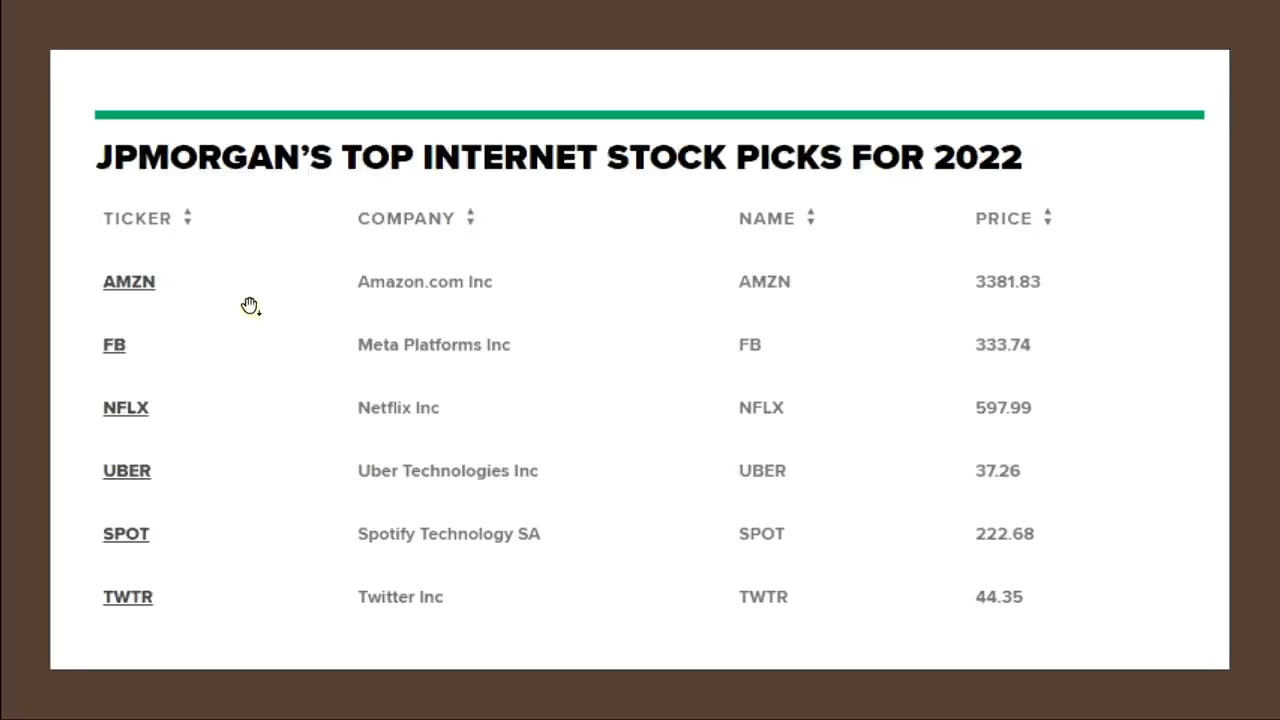 JPMORGAN'S TOP INTERNET STOCK PICKS FOR 2022
TICKER COMPANY NAME PRICE
AMZN Amazon.com Inc AMZN 3381.83
FB Meta Platforms Inc FB 333.74
NFLX Netflix Inc NFLX 597.99
UBER Uber Technologies Inc UBER 37.26
SPOT Spotify Technology SA SPOT 222.68
TWTR Twitter Inc TWTR 44.35